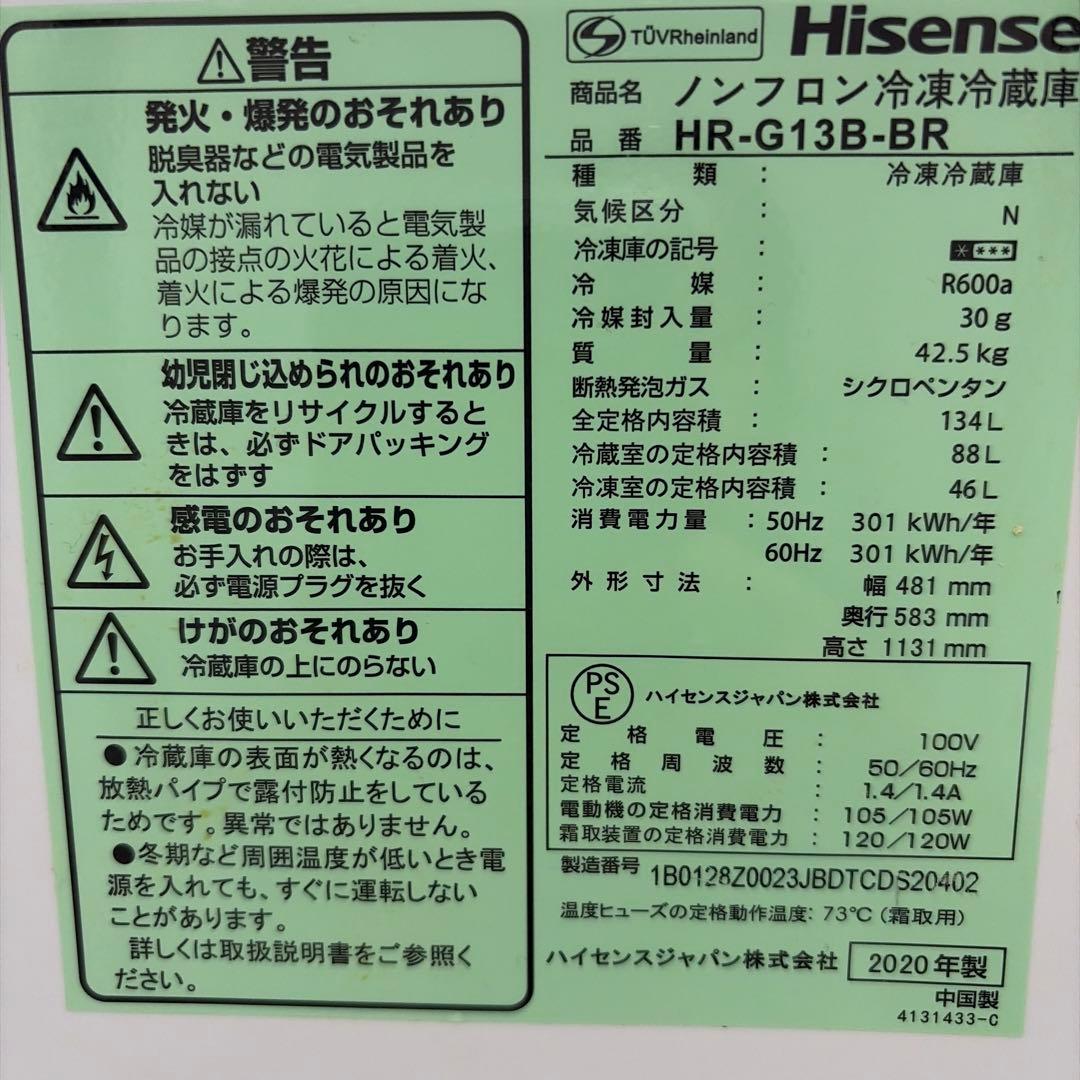 警告
発火・爆発のおそれあり
脱臭器などの電気製品を
入れない
冷媒が漏れていると電気製
品の接点の火花による着火、
着火による爆発の原因にな
ります。
幼児閉じ込められのおそれあり
冷蔵庫をリサイクルすると
きは、必ずドアパッキング
をはずす
感電のおそれあり
お手入れの際は、
必ず電源プラグを抜く
けがのおそれあり
冷蔵庫の上にのらない
正しくお使いいただくために
●冷蔵庫の表面が熱くなるのは、
放熱パイプで露付防止をしている
ためです。異常ではありません。
●冬期など周囲温度が低いとき電
源を入れても、すぐに運転しない
ことがあります。
詳しくは取扱説明書をご参照く
ださい。
TÜVRheinland Hisense
商品名 ノンフロン冷凍冷蔵庫
品番 HR-G13B-BR
種類 : 冷凍冷蔵庫
気候区分 : N
冷凍庫の記号 : * ***
冷媒 : R600a
冷媒封入量 : 30g
質量 : 42.5kg
断熱発泡ガス : シクロペンタン
全定格内容積 : 134L
冷蔵室の定格内容積 : 88L
冷凍室の定格内容積 : 46L
消費電力量 : 50Hz 301 kWh/年
60Hz 301 kWh/年
外形寸法 : 幅 481 mm
奥行 583 mm
高さ 1131 mm
PS
E ハイセンスジャパン株式会社
定格電圧 : 100V
定格周波数 : 50/60Hz
定格電流 : 1.4/1.4A
電動機の定格消費電力 : 105/105W
霜取装置の定格消費電力 : 120/120W
製造番号 1B0128Z0023JBDTCDS20402
温度ヒューズの定格動作温度: 73℃ (霜取用)
ハイセンスジャパン株式会社 2020年製
中国製
4131433-C